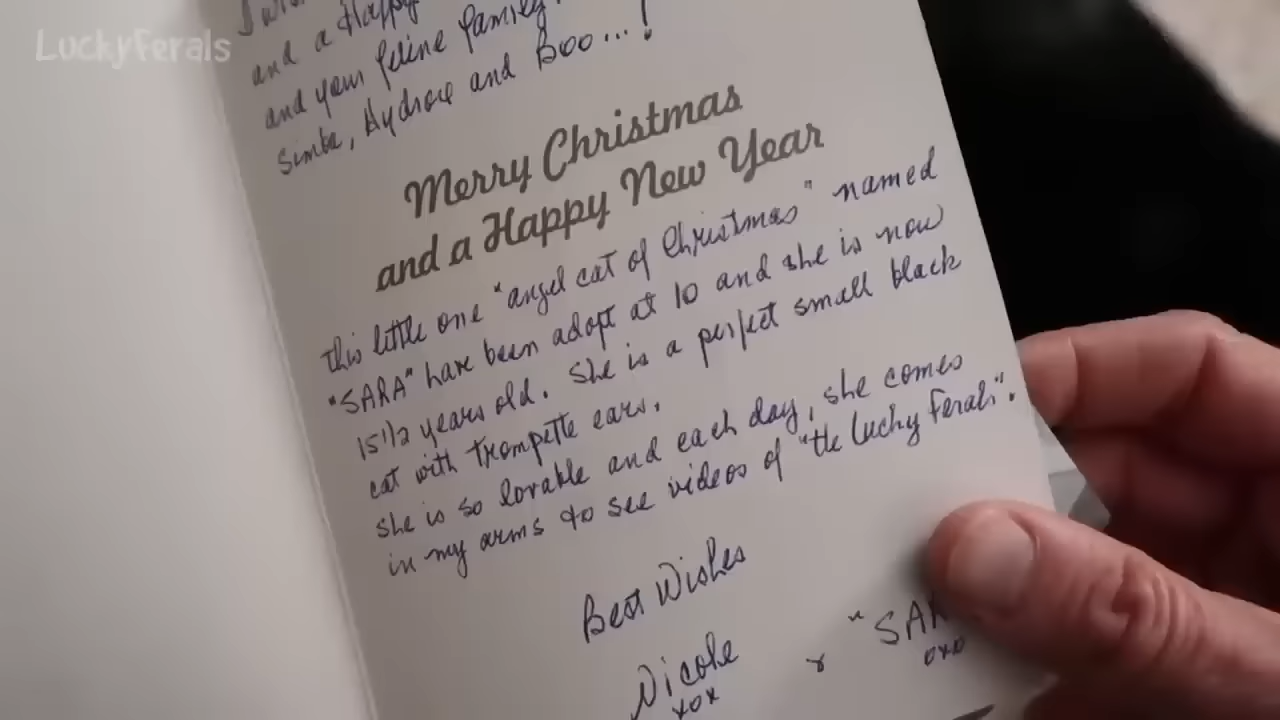 LuckyFerals
and a Happy
and your feline family
Simba, Hydroxe and Boo...!
Merry Christmas
and a Happy New Year
This little one "angel cat of Christmas" named
"SARA" have been adopt at 10 and she is now
15 1/2 years old. She is a perfect small black
cat with trompette ears.
She is so lovable and each day, she comes
in my arms to see videos of "the Lucky Ferals".
Best Wishes
Nicole & "SARA
xox oxo